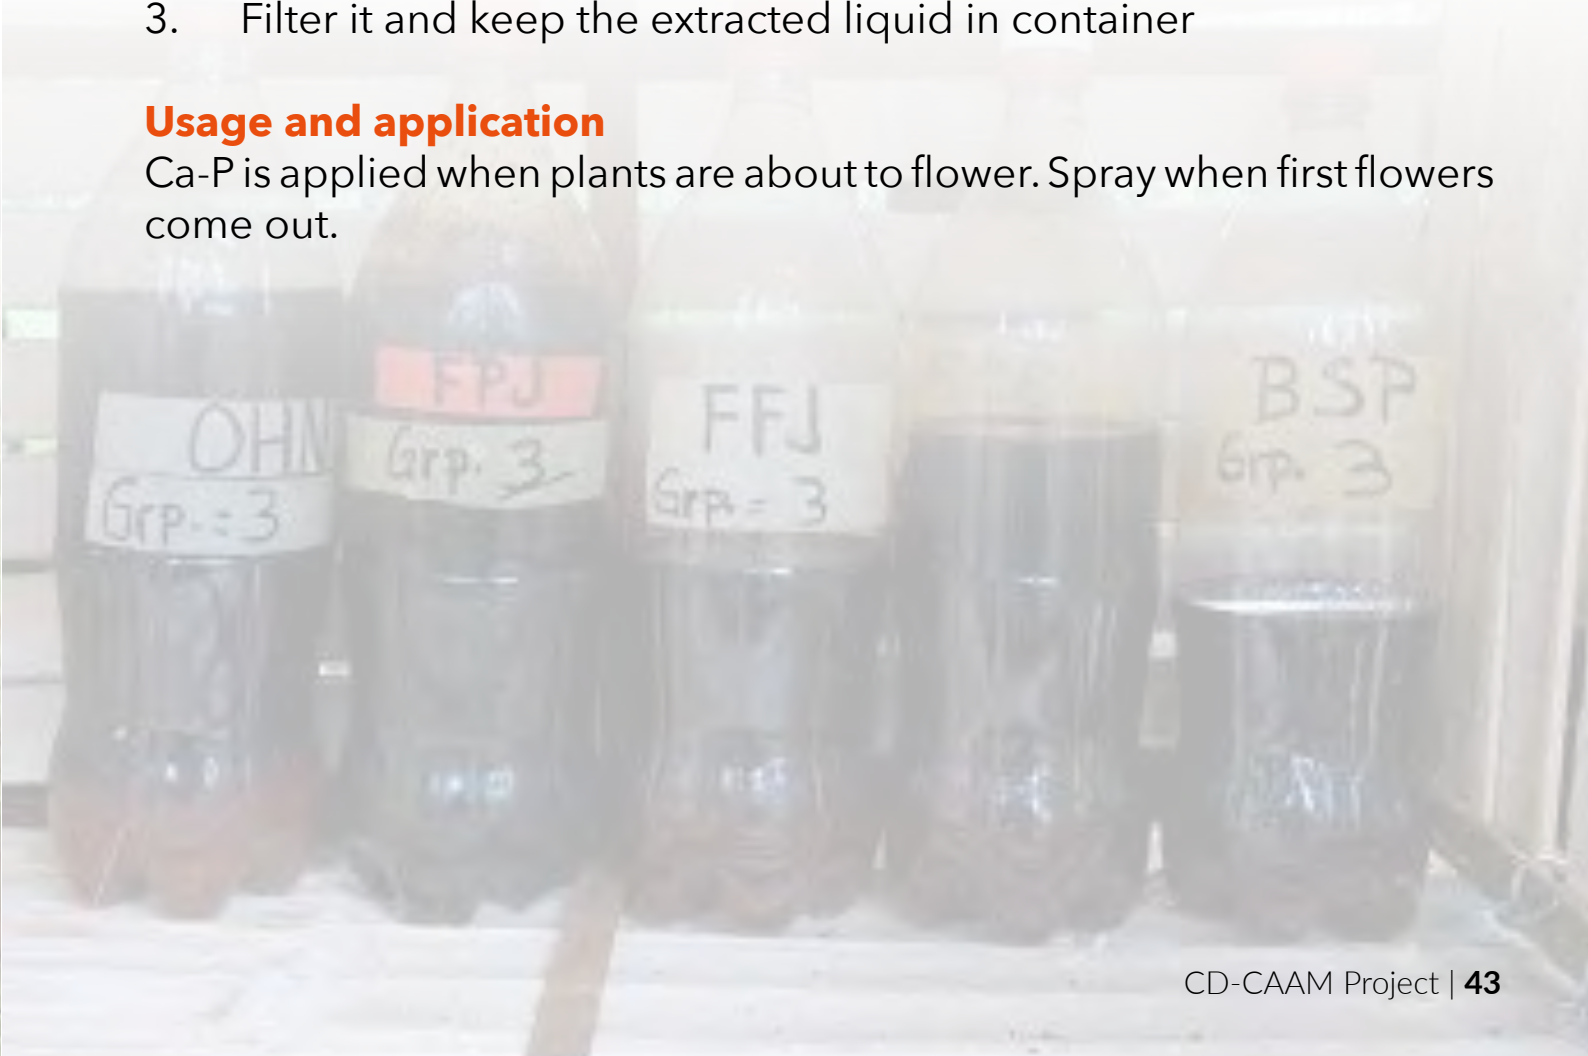 3. Filter it and keep the extracted liquid in container
Usage and application
Ca-P is applied when plants are about to flower. Spray when first flowers
come out.
OHN
Grp. = 3
FPJ
Grp. 3
FFJ
Grp. = 3
BSP
Grp. 3
CD-CAAM Project | 43